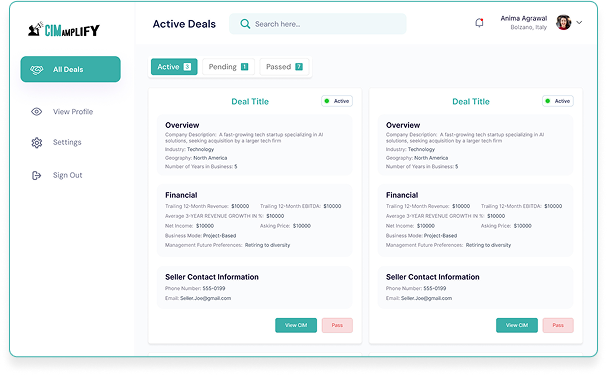 CIMAMPLIFY
Active Deals
Search here..
Anima Agrawal
Bolzano, Italy
All Deals
View Profile
Settings
Sign Out
Active 3
Pending 1
Passed 7
Deal Title
Active
Overview
Company Description: A fast-growing tech startup specializing in AI
solutions, seeking acquisition by a larger tech firm
Industry: Technology
Geography: North America
Number of Years in Business: 5
Financial
Trailing 12-Month Revenue: $10000 Trailing 12-Month EBITDA: $10000
Average 3-YEAR REVENUE GROWTH IN %: $10000
Net Income: $10000 Asking Price: $10000
Business Mode: Project-Based
Management Future Preferences: Retiring to diversity
Seller Contact Information
Phone Number: 555-0199
Email: Seller.Joe@gmail.com
View CIM
Pass
Deal Title
Active
Overview
Company Description: A fast-growing tech startup specializing in AI
solutions, seeking acquisition by a larger tech firm
Industry: Technology
Geography: North America
Number of Years in Business: 5
Financial
Trailing 12-Month Revenue: $10000 Trailing 12-Month EBITDA: $10000
Average 3-YEAR REVENUE GROWTH IN %: $10000
Net Income: $10000 Asking Price: $10000
Business Mode: Project-Based
Management Future Preferences: Retiring to diversity
Seller Contact Information
Phone Number: 555-0199
Email: Seller.Joe@gmail.com
View CIM
Pass